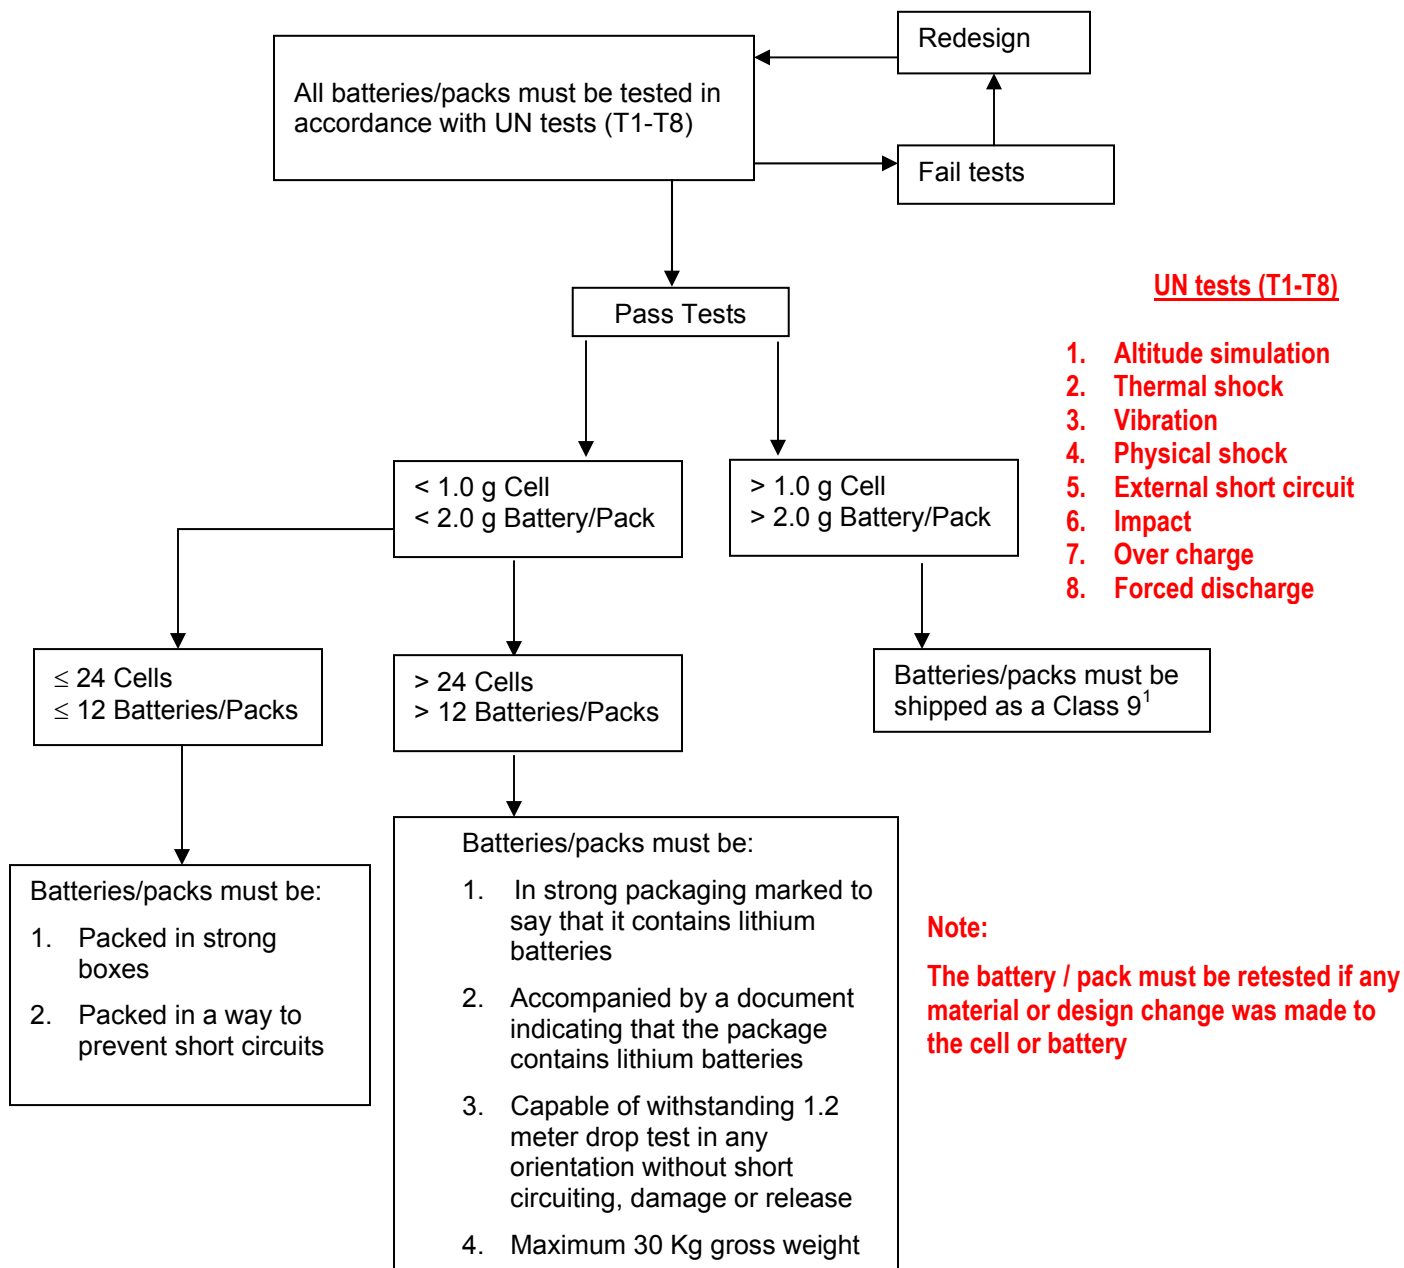 Redesign
All batteries/packs must be tested in
accordance with UN tests (T1-T8)
Fail tests
Pass Tests
UN tests (T1-T8)
1. Altitude simulation
2. Thermal shock
3. Vibration
4. Physical shock
5. External short circuit
6. Impact
7. Over charge
8. Forced discharge
< 1.0 g Cell
< 2.0 g Battery/Pack
> 1.0 g Cell
> 2.0 g Battery/Pack
≤ 24 Cells
≤ 12 Batteries/Packs
> 24 Cells
> 12 Batteries/Packs
Batteries/packs must be
shipped as a Class 9¹
Batteries/packs must be:
1. Packed in strong
boxes
2. Packed in a way to
prevent short circuits
Batteries/packs must be:
1. In strong packaging marked to
say that it contains lithium
batteries
2. Accompanied by a document
indicating that the package
contains lithium batteries
3. Capable of withstanding 1.2
meter drop test in any
orientation without short
circuiting, damage or release
4. Maximum 30 Kg gross weight
Note:
The battery / pack must be retested if any
material or design change was made to
the cell or battery